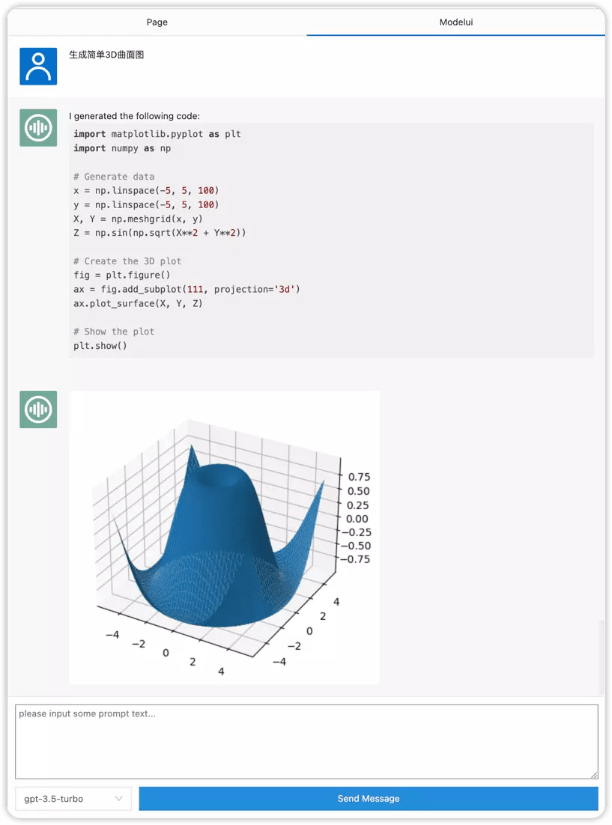 Page
Modelui
生成简单3D曲面图
I generated the following code:
import matplotlib.pyplot as plt
import numpy as np
# Generate data
x = np.linspace(-5, 5, 100)
y = np.linspace(-5, 5, 100)
X, Y = np.meshgrid(x, y)
Z = np.sin(np.sqrt(X**2 + Y**2))
# Create the 3D plot
fig = plt.figure()
ax = fig.add_subplot(111, projection='3d')
ax.plot_surface(X, Y, Z)
# Show the plot
plt.show()
0.75
0.50
0.25
0.00
−0.25
−0.50
−0.75
−4
−2
0
2
4
−4
−2
0
2
4
please input some prompt text...
gpt-3.5-turbo
Send Message